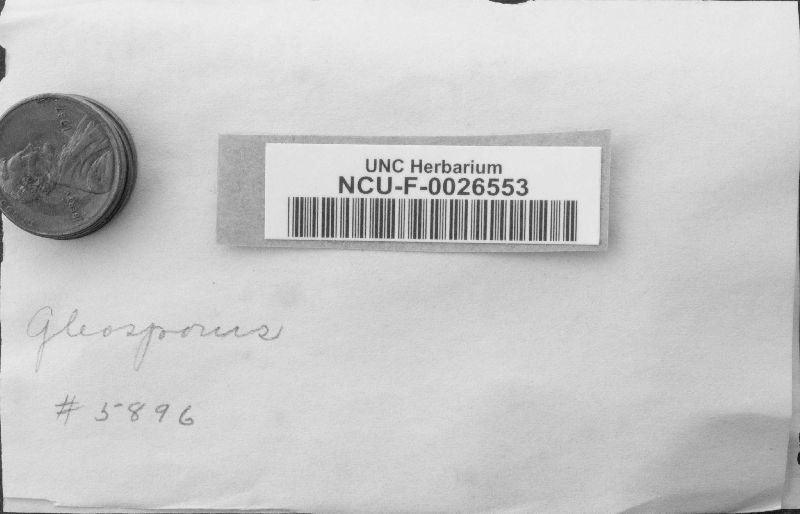 UNC Herbarium
NCU-F-0026553
Gleosporus
# 5896